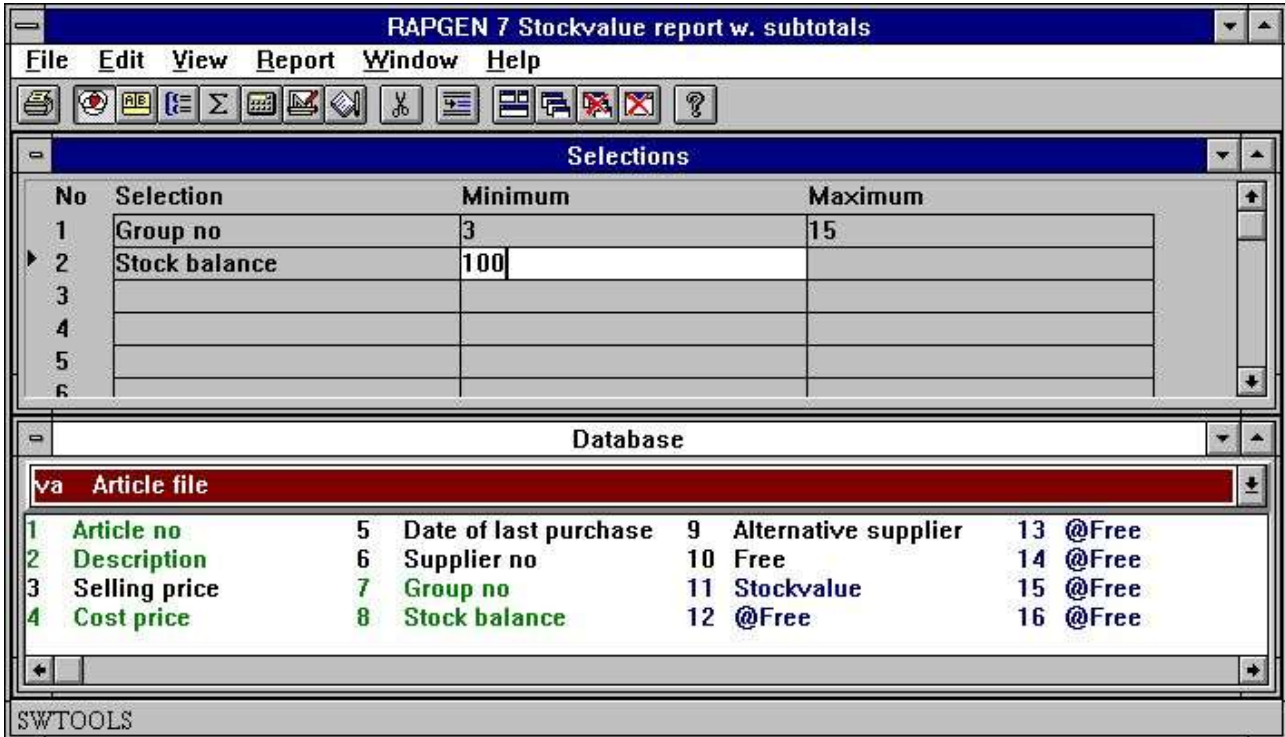 RAPGEN 7 Stockvalue report w. subtotals
File Edit View Report Window Help
Selections
No Selection Minimum Maximum
1 Group no 3 15
2 Stock balance 100
3
4
5
6
Database
va Article file
1 Article no 5 Date of last purchase 9 Alternative supplier 13 @Free
2 Description 6 Supplier no 10 Free 14 @Free
3 Selling price 7 Group no 11 Stockvalue 15 @Free
4 Cost price 8 Stock balance 12 @Free 16 @Free
SWTOOLS